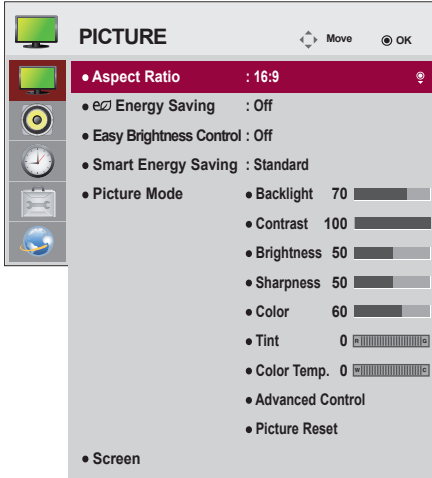 PICTURE Move OK
• Aspect Ratio : 16:9
• Energy Saving : Off
• Easy Brightness Control : Off
• Smart Energy Saving : Standard
• Picture Mode • Backlight 70
• Contrast 100
• Brightness 50
• Sharpness 50
• Color 60
• Tint 0 R G
• Color Temp. 0 W C
• Advanced Control
• Picture Reset
• Screen